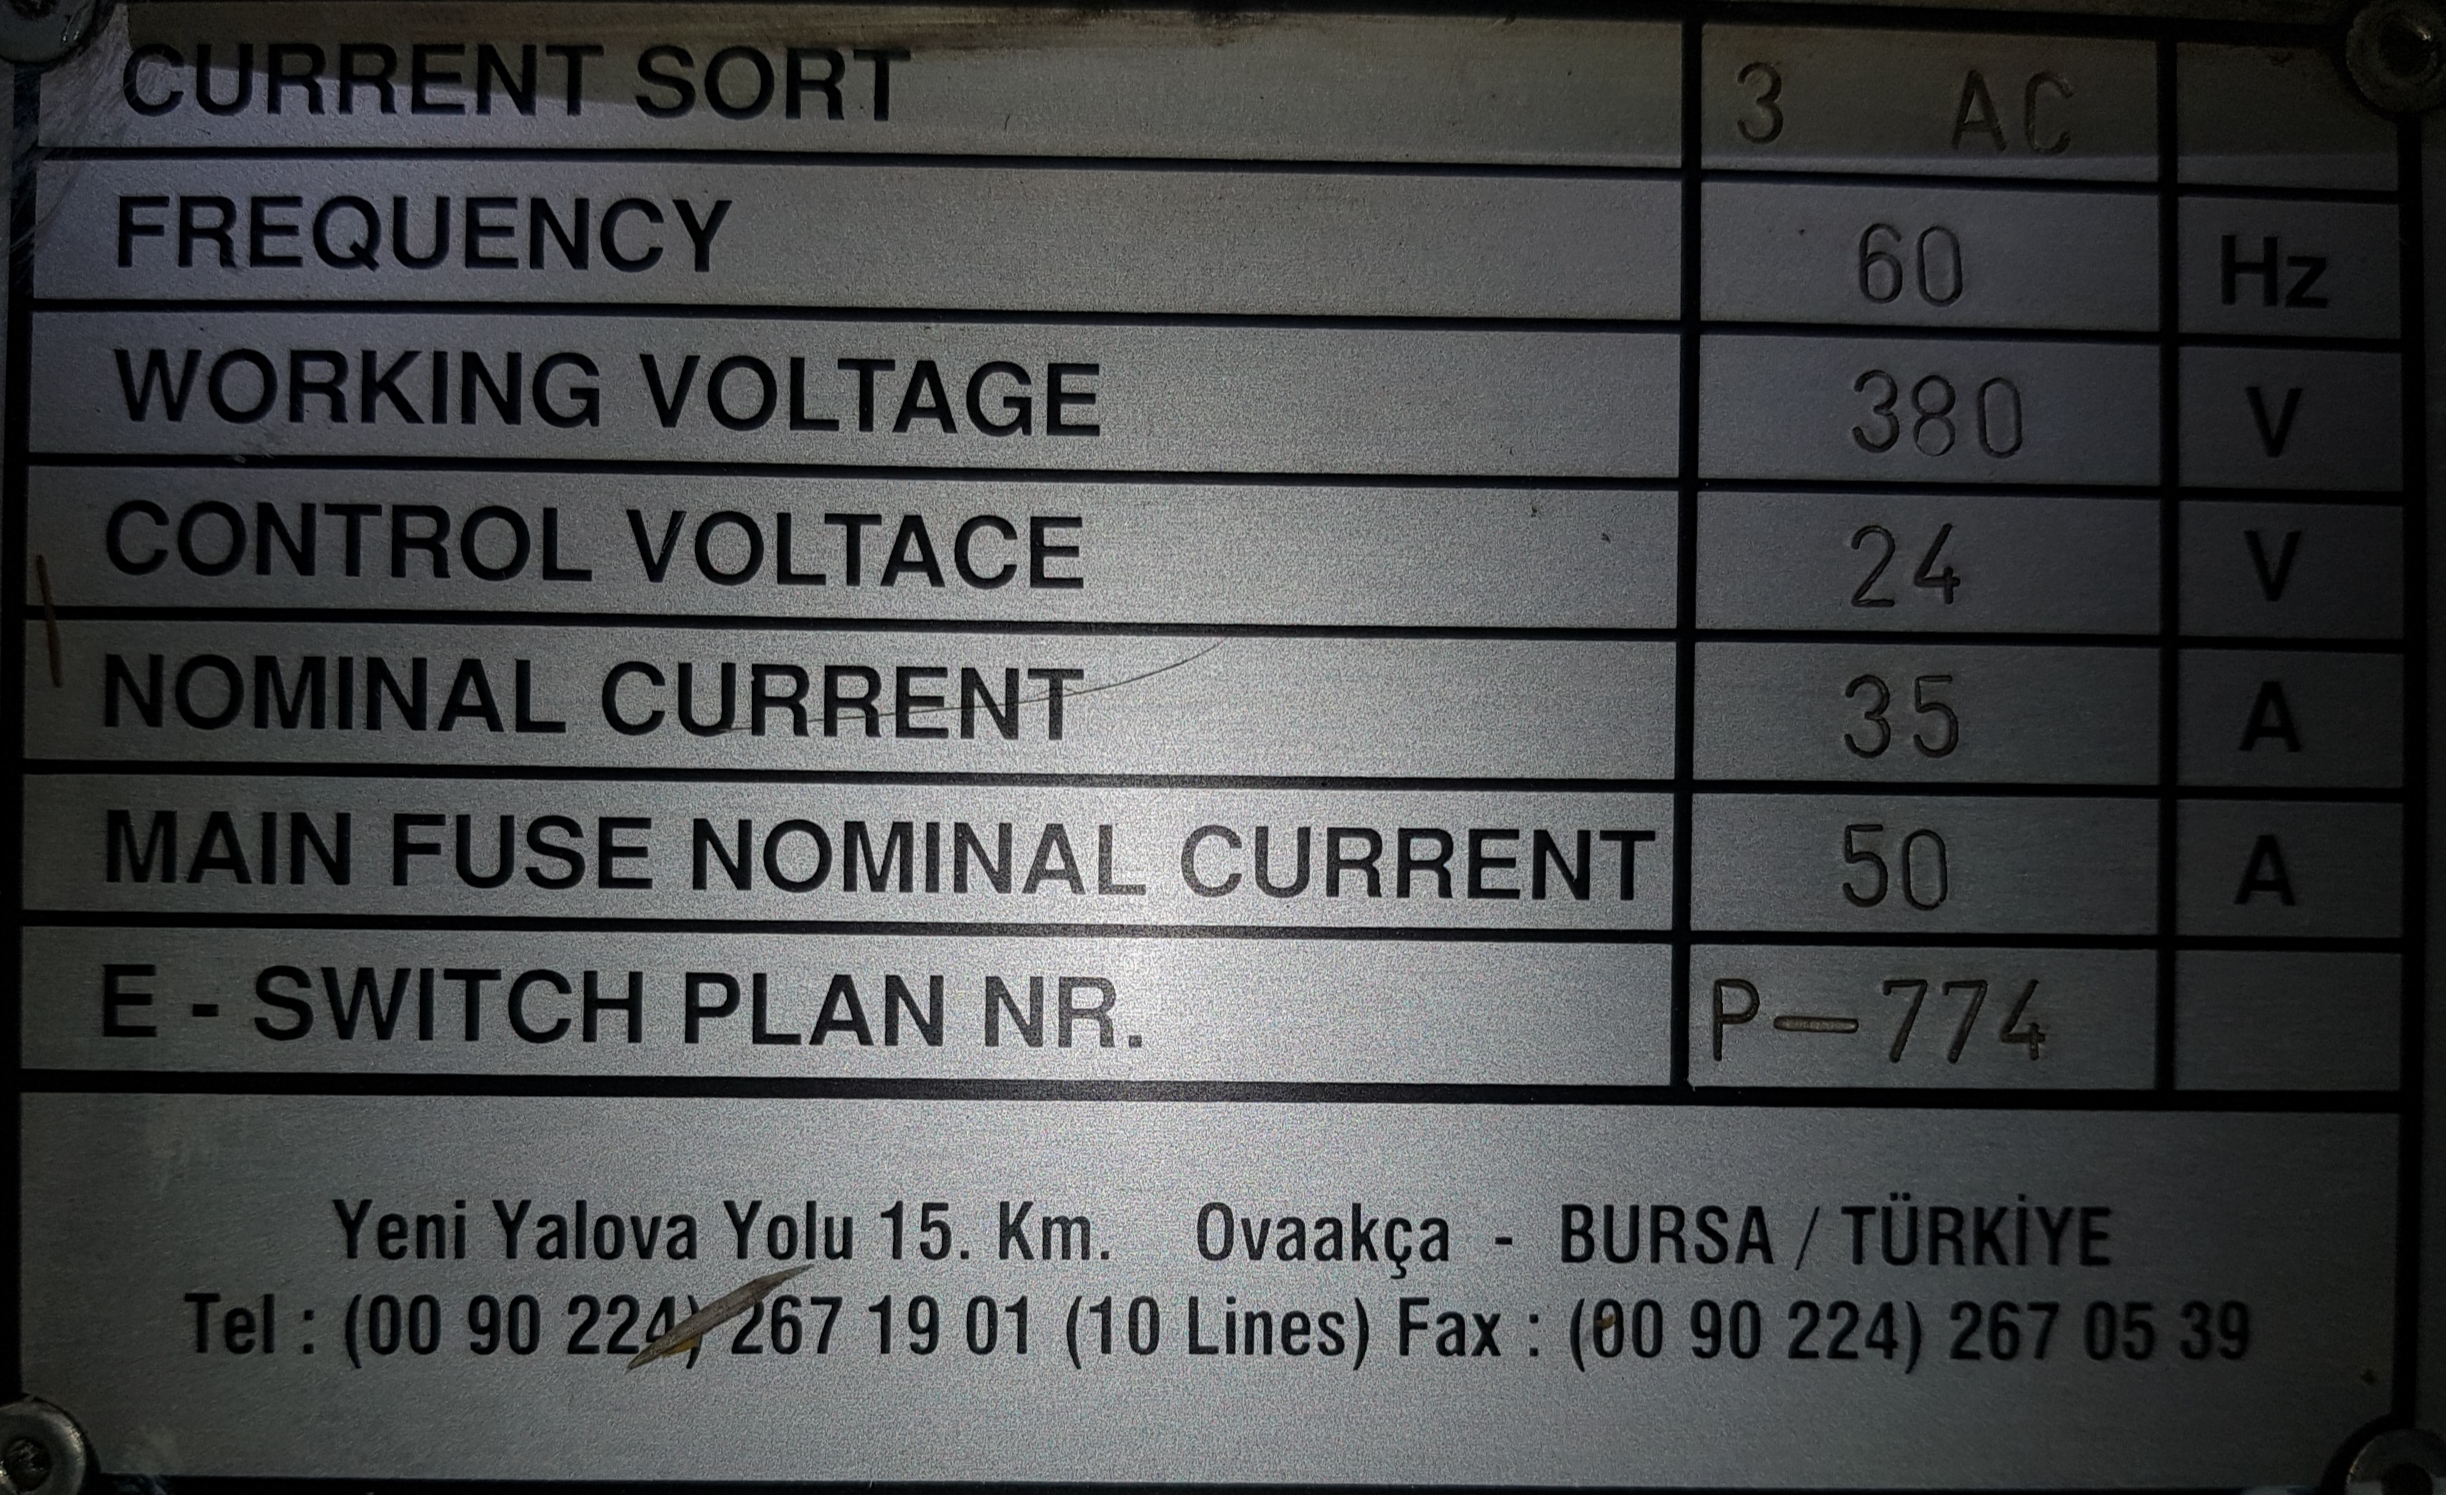 CURRENT SORT 3 AC
FREQUENCY 60 Hz
WORKING VOLTAGE 380 V
CONTROL VOLTACE 24 V
NOMINAL CURRENT 35 A
MAIN FUSE NOMINAL CURRENT 50 A
E - SWITCH PLAN NR. P-774
Yeni Yalova Yolu 15. Km. Ovaakça - BURSA / TÜRKİYE
Tel : (00 90 224) 267 19 01 (10 Lines) Fax : (00 90 224) 267 05 39